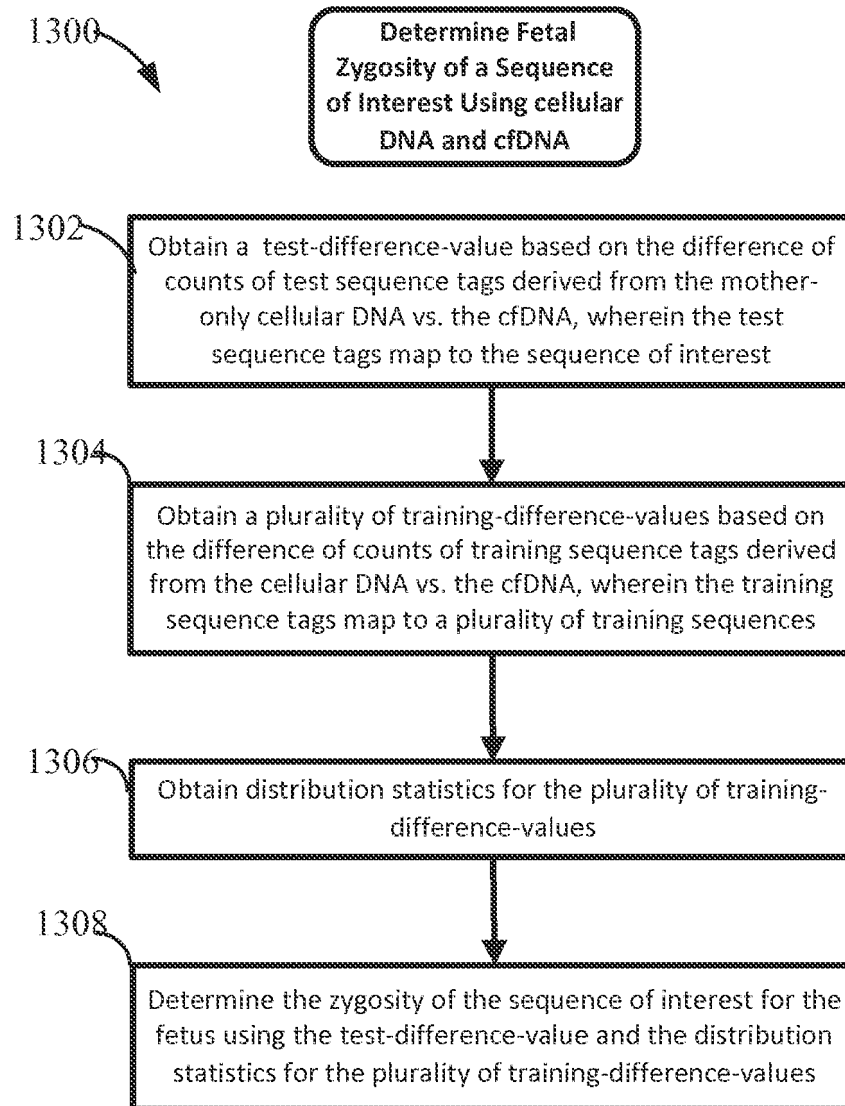 1300
Determine Fetal
Zygosity of a Sequence
of Interest Using cellular
DNA and cfDNA
1302
Obtain a test-difference-value based on the difference of
counts of test sequence tags derived from the mother-
only cellular DNA vs. the cfDNA, wherein the test
sequence tags map to the sequence of interest
1304
Obtain a plurality of training-difference-values based on
the difference of counts of training sequence tags derived
from the cellular DNA vs. the cfDNA, wherein the training
sequence tags map to a plurality of training sequences
1306
Obtain distribution statistics for the plurality of training-
difference-values
1308
Determine the zygosity of the sequence of interest for the
fetus using the test-difference-value and the distribution
statistics for the plurality of training-difference-values